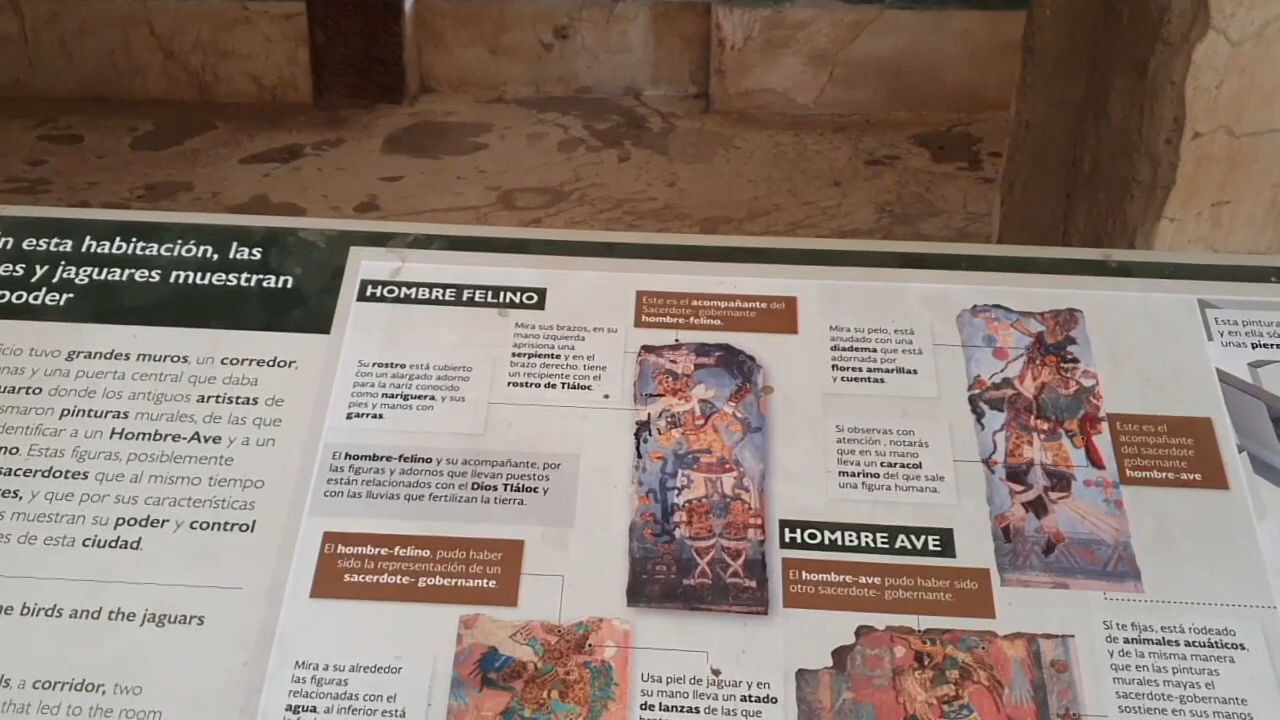 n esta habitación, las
es y jaguares muestran
poder
icio tuvo grandes muros, un corredor,
nas y una puerta central que daba
uarto donde los antiguos artistas de
smaron pinturas murales, de las que
dentificar a un Hombre-Ave y a un
no. Estas figuras, posiblemente
sacerdotes que al mismo tiempo
es, y que por sus características
s muestran su poder y control
es de esta ciudad.
he birds and the jaguars
ls, a corridor, two
that led to the room
HOMBRE FELINO
Su rostro está cubierto
con un alargado adorno
para la nariz conocido
como nariguera, y sus
pies y manos con
garras.
Mira sus brazos, en su
mano izquierda
aprisiona una
serpiente y en el
brazo derecho, tiene
un recipiente con el
rostro de Tláloc.
Este es el acompañante del
Sacerdote- gobernante
hombre-felino.
El hombre-felino y su acompañante, por
las figuras y adornos que llevan puestos
están relacionados con el Dios Tláloc y
con las lluvias que fertilizan la tierra.
El hombre-felino, pudo haber
sido la representación de un
sacerdote- gobernante.
Mira a su alrededor
las figuras
relacionadas con el
agua, al inferior está
Usa piel de jaguar y en
su mano lleva un atado
de lanzas de las que
Mira su pelo, está
anudado con una
diadema que está
adornada por
flores amarillas
y cuentas.
Si observas con
atención , notarás
que en su mano
lleva un caracol
marino del que sale
una figura humana.
Este es el
acompañante
del sacerdote
gobernante
hombre-ave
HOMBRE AVE
El hombre-ave pudo haber sido
otro sacerdote- gobernante.
Sí te fijas, está rodeado
de animales acuáticos,
y de la misma manera
que en las pinturas
murales mayas el
sacerdote-gobernante
sostiene en sus manos
Esta pintura
y en ella só
unas pier